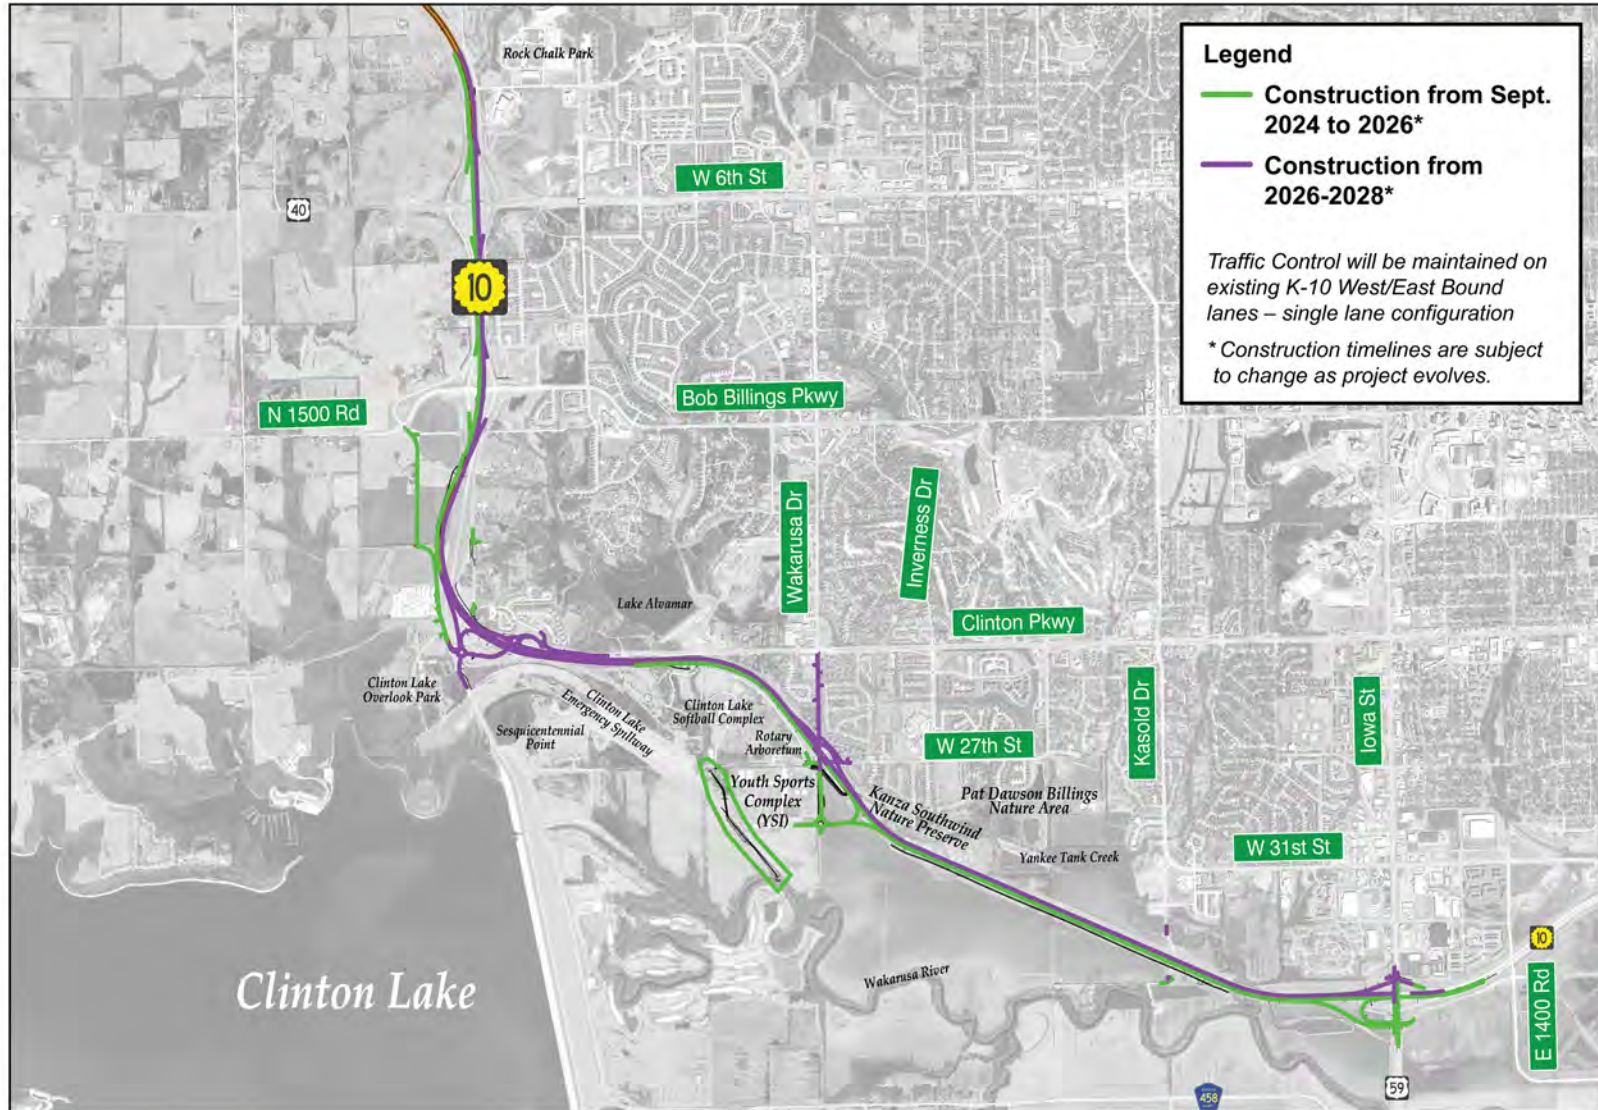 Rock Chalk Park
Legend
Construction from Sept.
2024 to 2026*
Construction from
2026-2028*
Traffic Control will be maintained on
existing K-10 West/East Bound
lanes – single lane configuration
* Construction timelines are subject
to change as project evolves.
W 6th St
40
10
N 1500 Rd
Bob Billings Pkwy
Wakarusa Dr
Inverness Dr
Lake Alvamar
Clinton Pkwy
Clinton Lake
Overlook Park
Sesquicentennial
Point
Clinton Lake
Emergency Spillway
Clinton Lake
Softball Complex
Rotary
Arboretum
W 27th St
Kasold Dr
Iowa St
Youth Sports
Complex
(YSI)
Kanza Southwind
Nature Preserve
Pat Dawson Billings
Nature Area
Yankee Tank Creek
W 31st St
Wakarusa River
Clinton Lake
10
E 1400 Rd
59
458